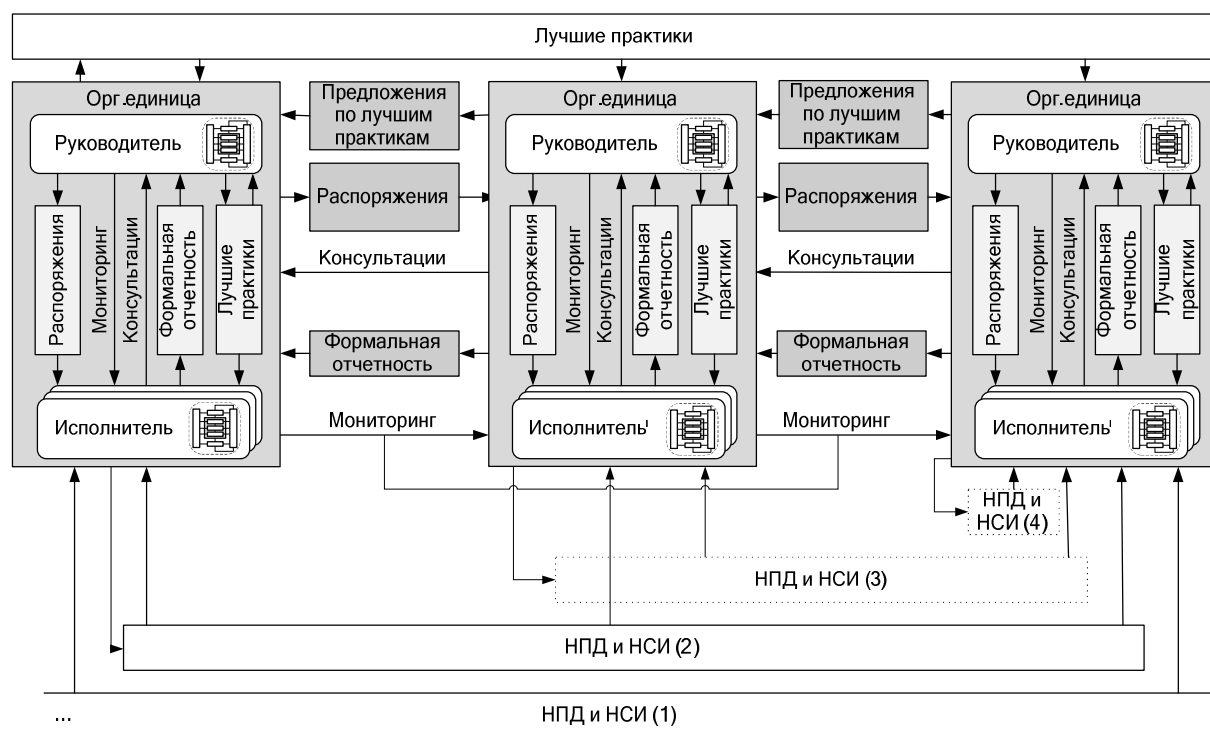 Лучшие практики
Орг.единица
Руководитель
Распоряжения
Мониторинг
Консультации
Формальная
отчетность
Лучшие
практики
Исполнитель
Предложения
по лучшим
практикам
Распоряжения
Консультации
Формальная
отчетность
Мониторинг
Орг.единица
Руководитель
Распоряжения
Мониторинг
Консультации
Формальная
отчетность
Лучшие
практики
Исполнитель
Предложения
по лучшим
практикам
Распоряжения
Консультации
Формальная
отчетность
Мониторинг
Орг.единица
Руководитель
Распоряжения
Мониторинг
Консультации
Формальная
отчетность
Лучшие
практики
Исполнитель
НПД и
НСИ (4)
НПД и НСИ (3)
НПД и НСИ (2)
...
НПД и НСИ (1)